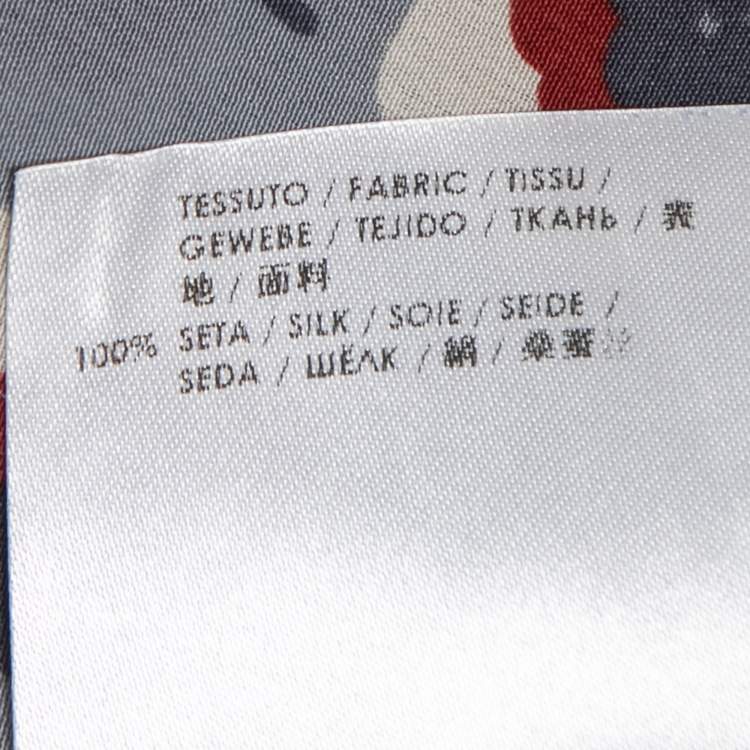 TESSUTO / FABRIC / TISSU /
GEWEBE / TEJIDO / ТКАНЬ / 表
地 / 面料
100% SETA / SILK / SOIE / SEIDE /
SEDA / ШЁЛК / 絹 / 桑蚕丝